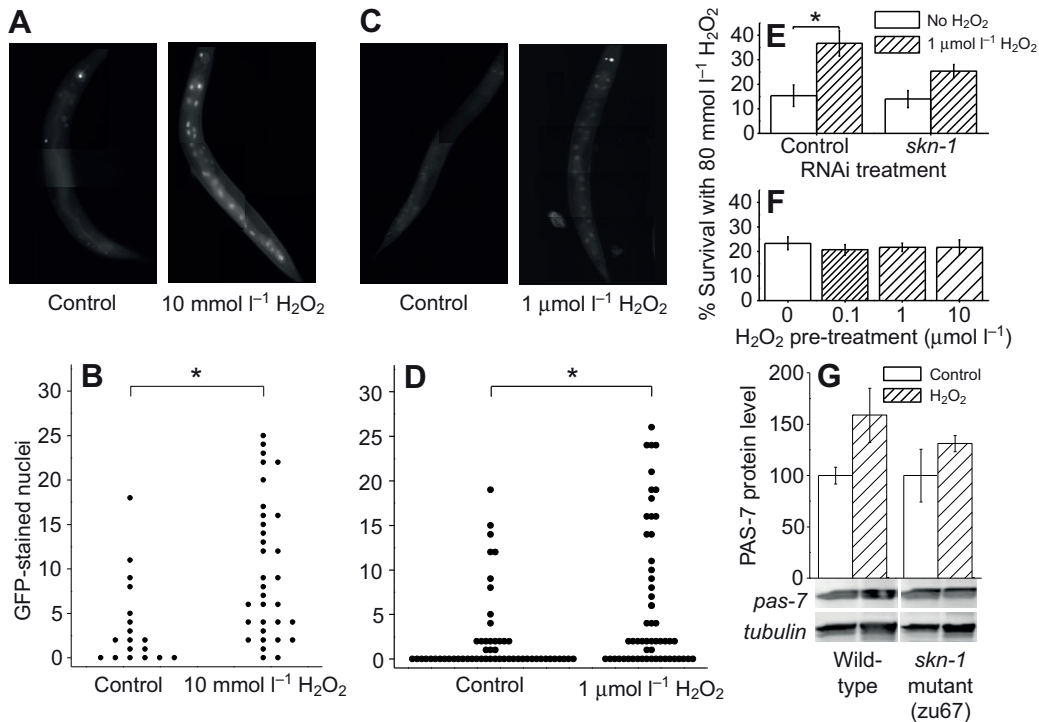 A
Control
10 mmol l⁻¹ H₂O₂
C
Control
1 μmol l⁻¹ H₂O₂
% Survival with 80 mmol l⁻¹ H₂O₂
E
No H₂O₂
1 μmol l⁻¹ H₂O₂
*
40
30
20
10
0
Control
skn-1
RNAi treatment
F
40
30
20
10
0
0
0.1
1
10
H₂O₂ pre-treatment (μmol l⁻¹)
B
*
GFP-stained nuclei
30
25
20
15
10
5
0
Control
10 mmol l⁻¹ H₂O₂
D
*
30
25
20
15
10
5
0
Control
1 μmol l⁻¹ H₂O₂
G
Control
H₂O₂
PAS-7 protein level
200
150
100
50
0
pas-7
tubulin
Wild-
type
skn-1
mutant
(zu67)